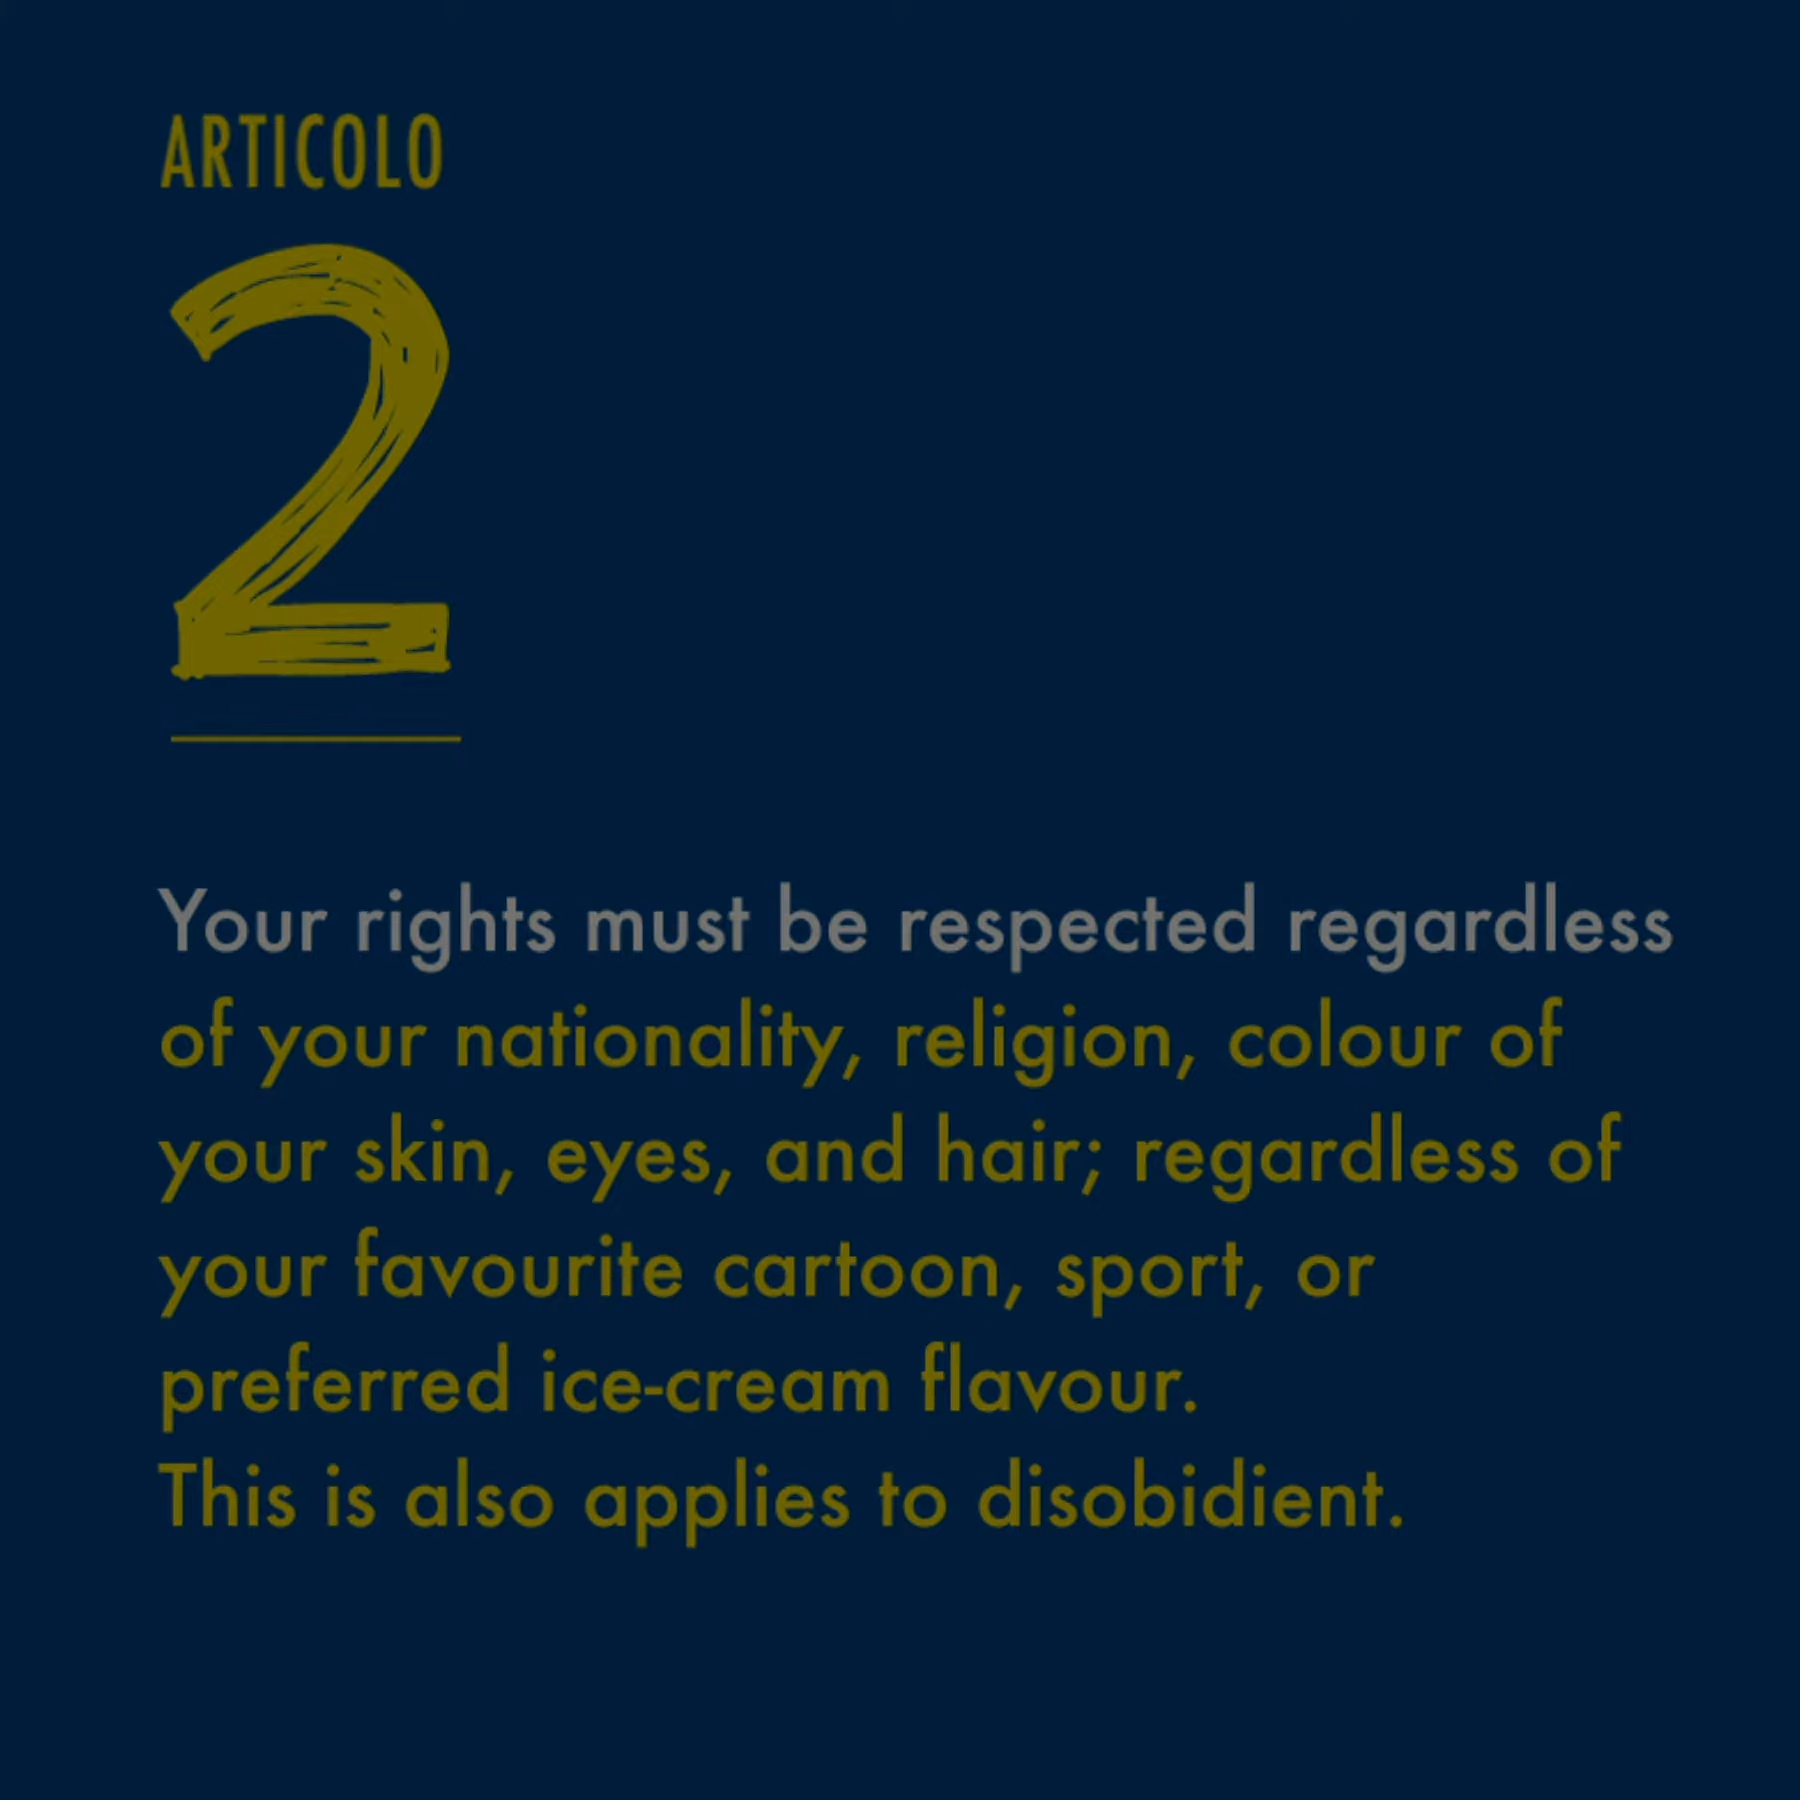 ARTICOLO
2
Your rights must be respected regardless
of your nationality, religion, colour of
your skin, eyes, and hair; regardless of
your favourite cartoon, sport, or
preferred ice-cream flavour.
This is also applies to disobidient.